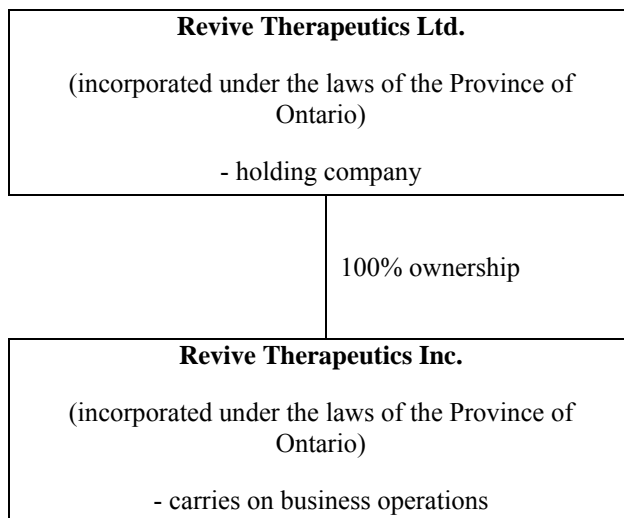 Revive Therapeutics Ltd.
(incorporated under the laws of the Province of
Ontario)
- holding company
100% ownership
Revive Therapeutics Inc.
(incorporated under the laws of the Province of
Ontario)
- carries on business operations